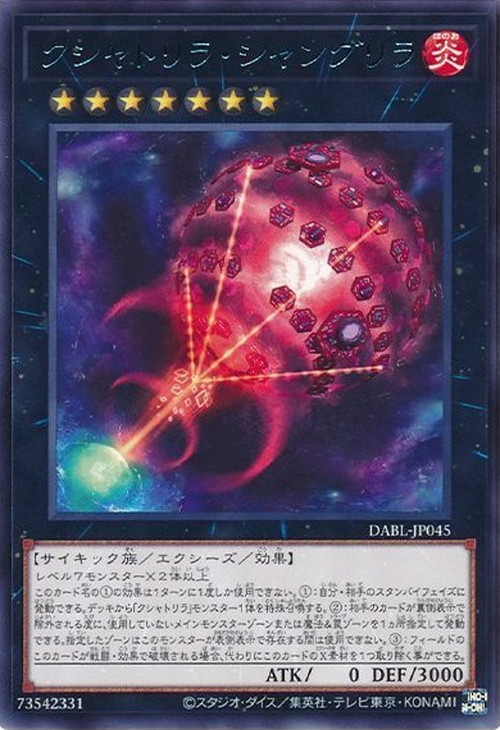 クシャトリラ・シャングリラ
炎
DABL-JP045
【サイキック族／エクシーズ／効果】
レベル７モンスター×２体以上
このカード名の①の効果は１ターンに１度しか使用できない。①：自分・相手のスタンバイフェイズに
発動できる。デッキから「クシャトリラ」モンスター１体を特殊召喚する。②：相手のカードが裏側表示で
除外される度に、使用していないメインモンスターゾーンまたは魔法＆罠ゾーンを１ヵ所指定して発動
できる。指定したゾーンはこのモンスターが表側表示で存在する間は使用できない。③：フィールドの
このカードが戦闘・効果で破壊される場合、代わりにこのカードのX素材を１つ取り除く事ができる。
ATK/ 0 DEF/3000
73542331 ©スタジオ・ダイス／集英社・テレビ東京・KONAMI